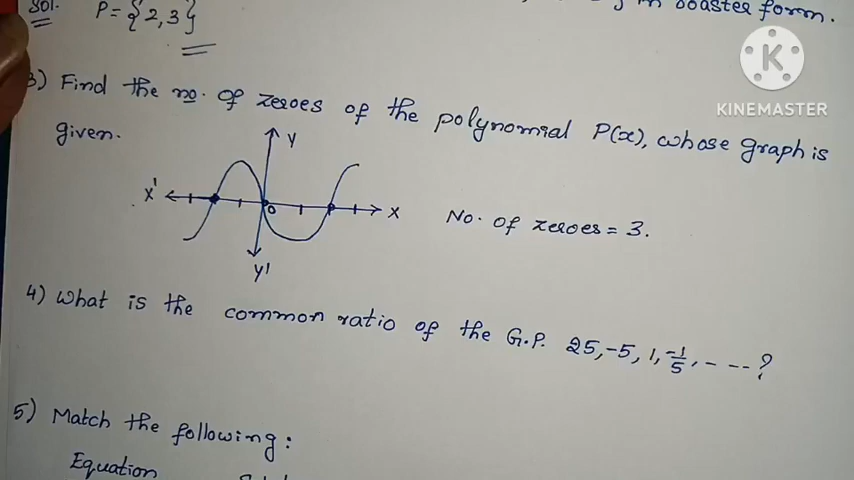 Sol. P = {2,3}
in roaster form.
3) Find the no. of zeroes of the polynomial P(x), whose graph is
given.
Y
X' O X
Y'
No. of zeroes = 3.
4) What is the common ratio of the G.P. 25, -5, 1, -1/5, - - - - ?
5) Match the following:
Equation
K
KINEMASTER